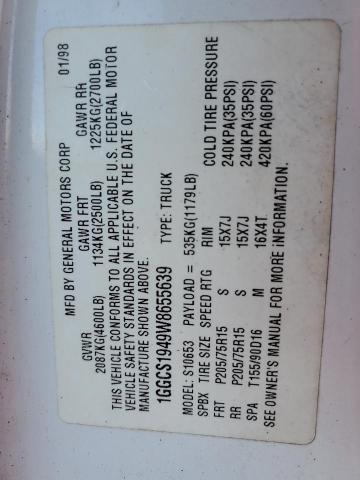 MFD BY GENERAL MOTORS CORP 01/98
GVWR GAWR FRT GAWR RR
2087KG(4600LB) 1134KG(2500LB) 1225KG(2700LB)
THIS VEHICLE CONFORMS TO ALL APPLICABLE U.S. FEDERAL MOTOR
VEHICLE SAFETY STANDARDS IN EFFECT ON THE DATE OF
MANUFACTURE SHOWN ABOVE.
1GGCS1949W8655639 TYPE: TRUCK
MODEL: S10653 PAYLOAD = 535KG(1179LB)
SPBX TIRE SIZE SPEED RTG RIM COLD TIRE PRESSURE
FRT P205/75R15 S 15X7J 240KPA(35PSI)
RR P205/75R15 S 15X7J 240KPA(35PSI)
SPA T155/90D16 M 16X4T 420KPA(60PSI)
SEE OWNER'S MANUAL FOR MORE INFORMATION.